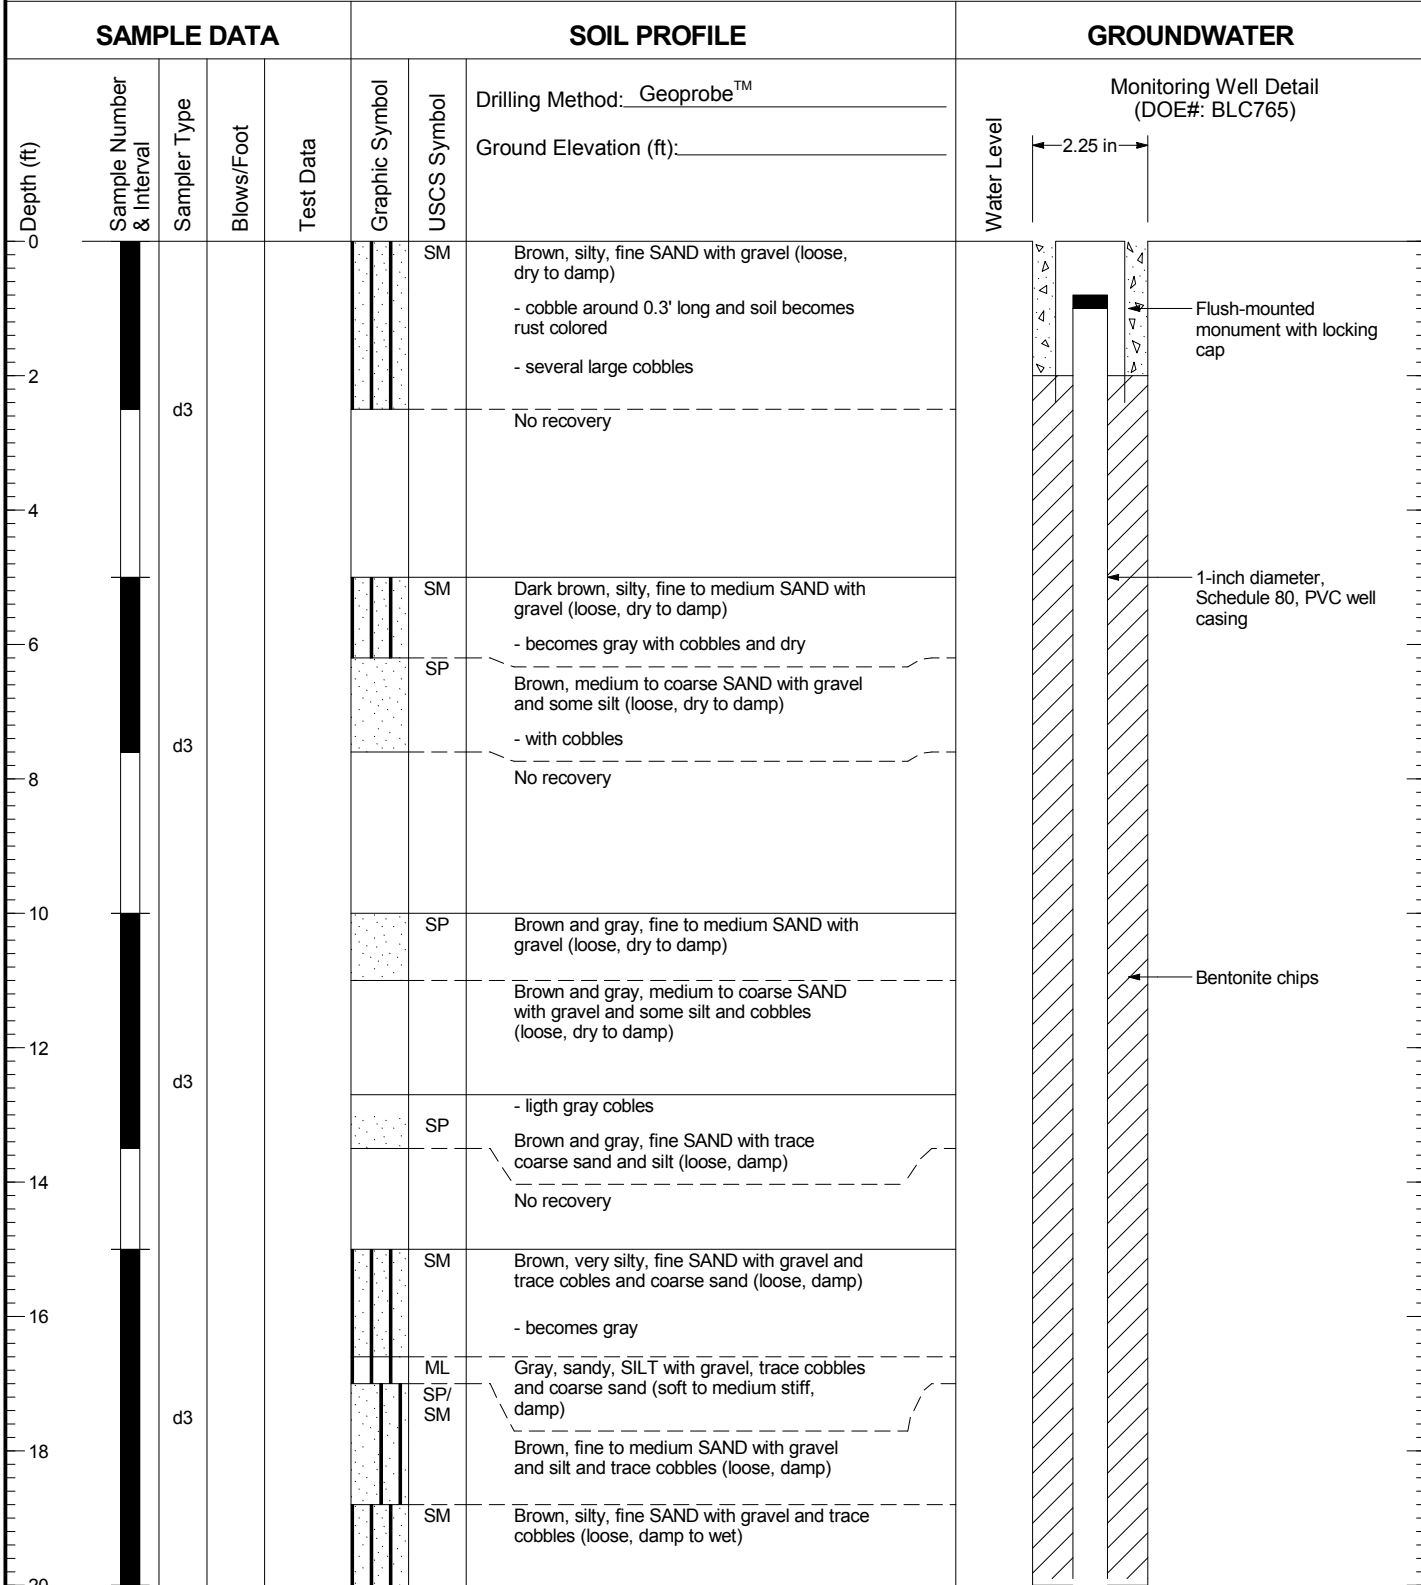 SAMPLE DATA
SOIL PROFILE
GROUNDWATER
Depth (ft)
Sample Number
& Interval
Sampler Type
Blows/Foot
Test Data
Graphic Symbol
USCS Symbol
Drilling Method: Geoprobe™
Ground Elevation (ft):
Water Level
Monitoring Well Detail
(DOE#: BLC765)
2.25 in
0
SM
Brown, silty, fine SAND with gravel (loose,
dry to damp)
- cobble around 0.3' long and soil becomes
rust colored
- several large cobbles
Flush-mounted
monument with locking
cap
2
d3
No recovery
4
SM
Dark brown, silty, fine to medium SAND with
gravel (loose, dry to damp)
- becomes gray with cobbles and dry
1-inch diameter,
Schedule 80, PVC well
casing
6
SP
Brown, medium to coarse SAND with gravel
and some silt (loose, dry to damp)
- with cobbles
d3
8
No recovery
10
SP
Brown and gray, fine to medium SAND with
gravel (loose, dry to damp)
Brown and gray, medium to coarse SAND
with gravel and some silt and cobbles
(loose, dry to damp)
Bentonite chips
12
d3
- ligth gray cobles
SP
Brown and gray, fine SAND with trace
coarse sand and silt (loose, damp)
14
No recovery
SM
Brown, very silty, fine SAND with gravel and
trace cobles and coarse sand (loose, damp)
16
- becomes gray
ML
Gray, sandy, SILT with gravel, trace cobbles
and coarse sand (soft to medium stiff,
damp)
SP/
SM
d3
18
Brown, fine to medium SAND with gravel
and silt and trace cobbles (loose, damp)
SM
Brown, silty, fine SAND with gravel and trace
cobbles (loose, damp to wet)
20